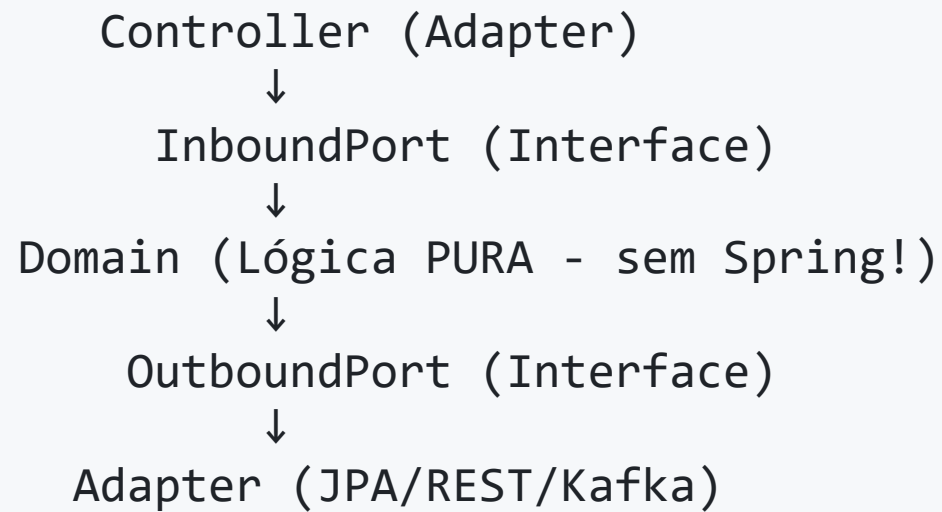 Controller (Adapter)
↓
InboundPort (Interface)
↓
Domain (Lógica PURA - sem Spring!)
↓
OutboundPort (Interface)
↓
Adapter (JPA/REST/Kafka)